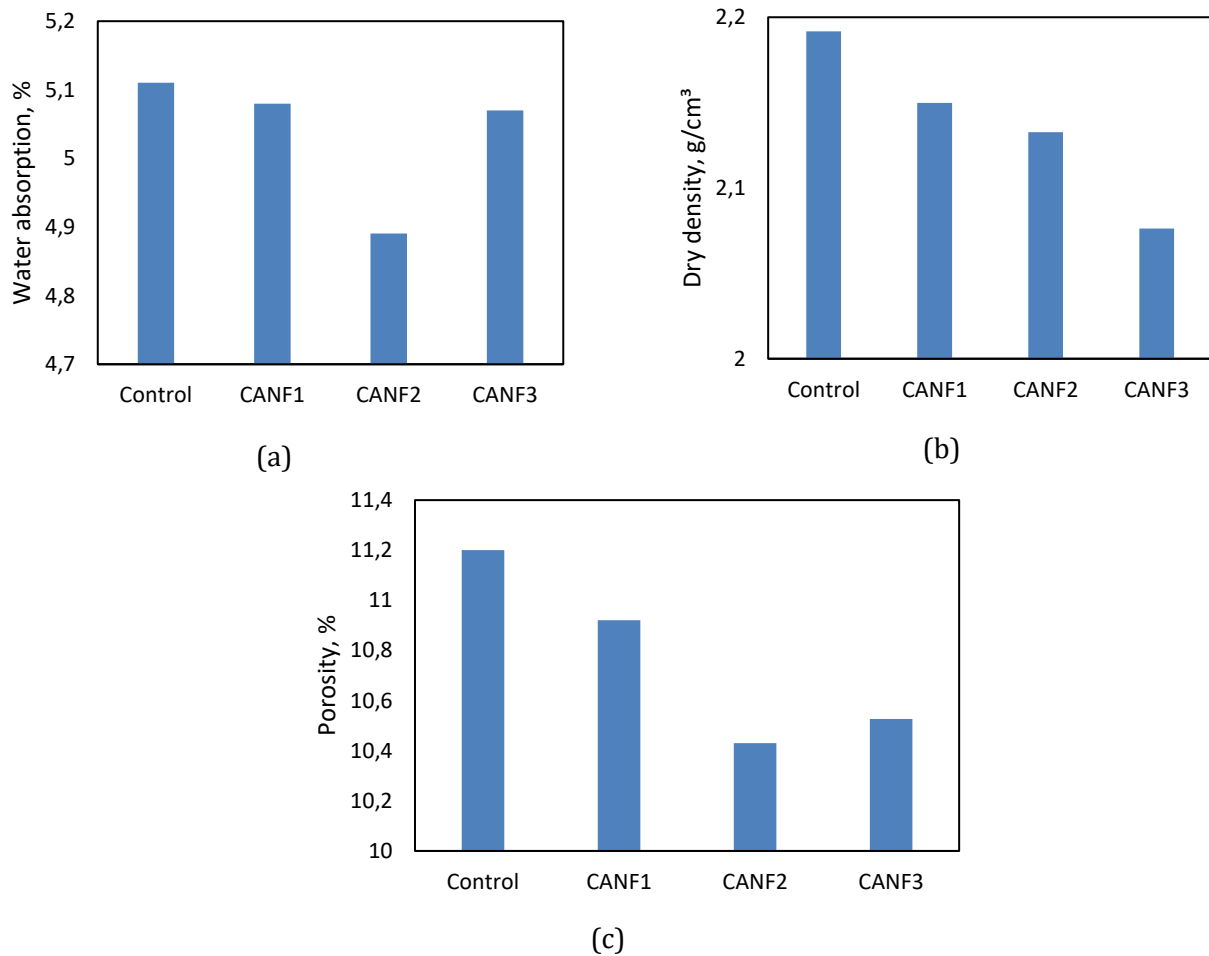 Water absorption, %
5,2
5,1
5
4,9
4,8
4,7
Control CANF1 CANF2 CANF3
(a)
Dry density, g/cm³
2,2
2,1
2
Control CANF1 CANF2 CANF3
(b)
Porosity, %
11,4
11,2
11
10,8
10,6
10,4
10,2
10
Control CANF1 CANF2 CANF3
(c)